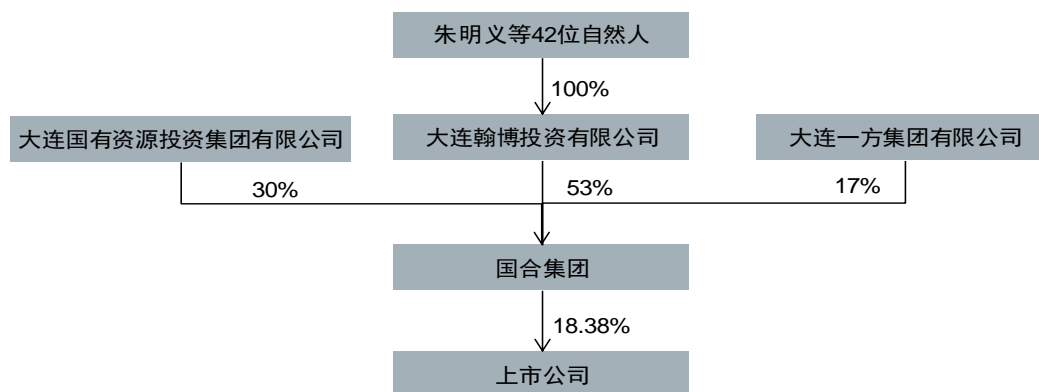 朱明义等42位自然人
100%
大连国有资源投资集团有限公司
大连翰博投资有限公司
大连一方集团有限公司
30%
53%
17%
国合集团
18.38%
上市公司